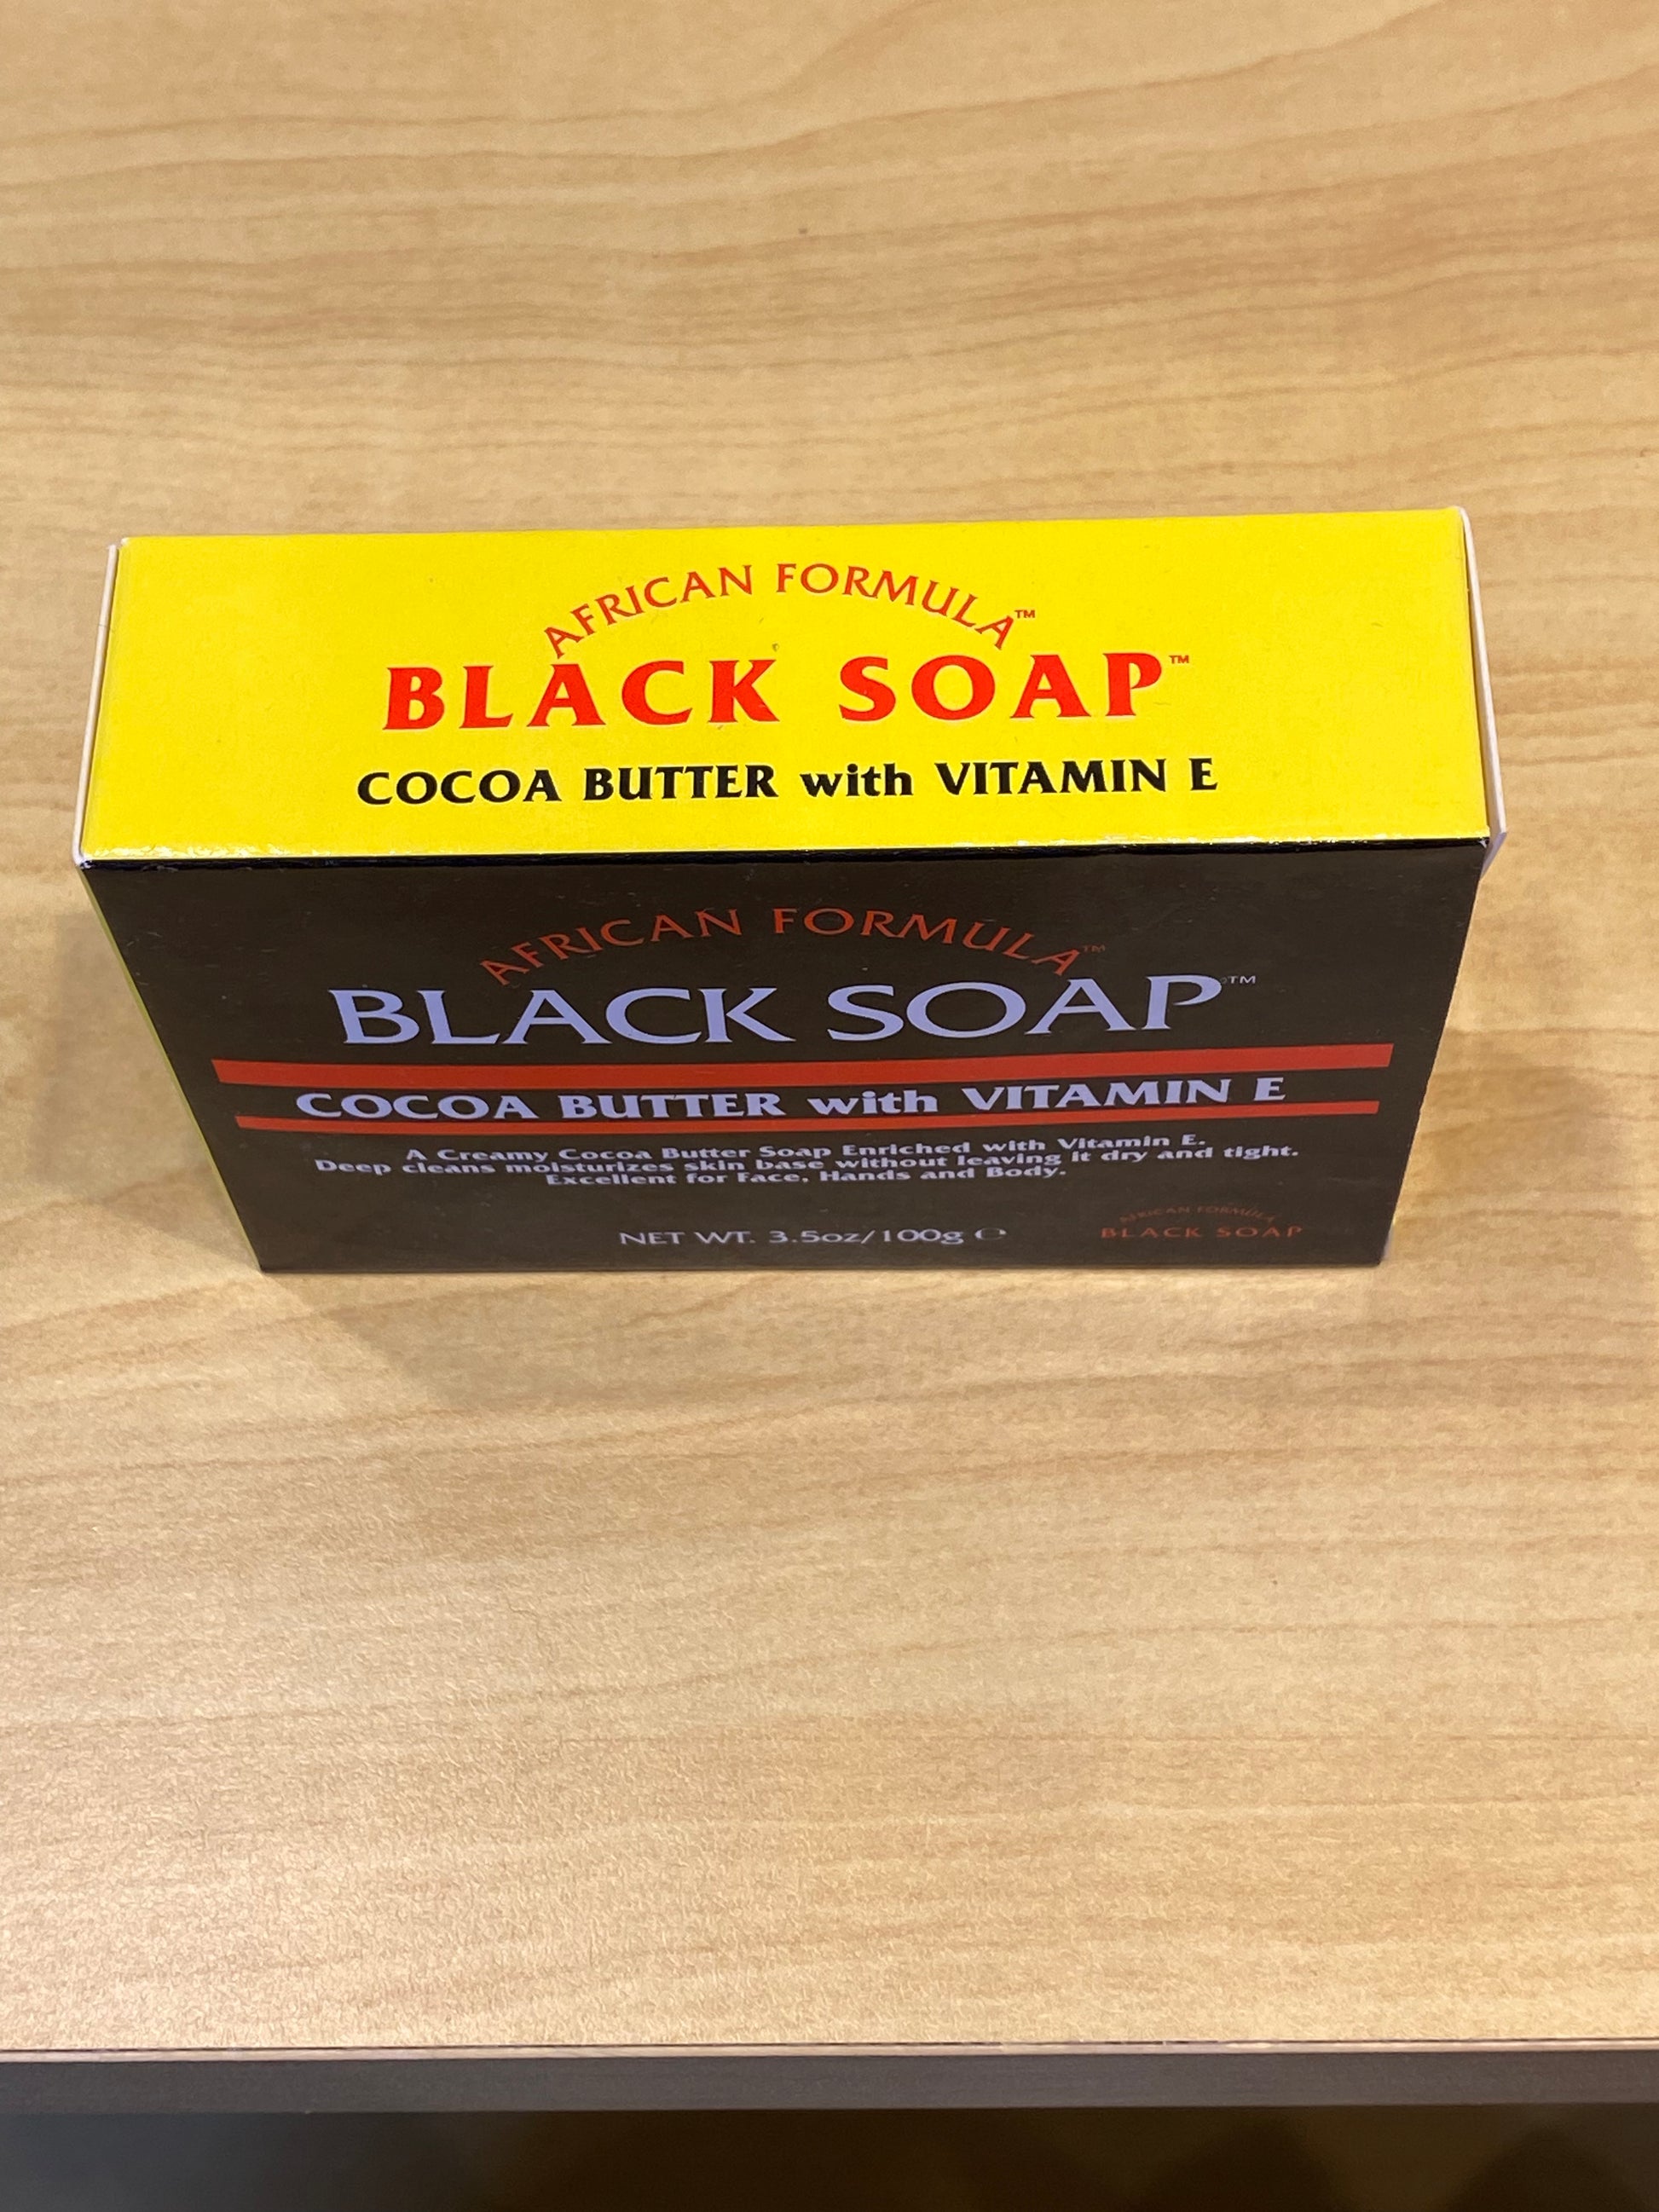 AFRICAN FORMULA™
BLACK SOAP™
COCOA BUTTER with VITAMIN E
AFRICAN FORMULA™
BLACK SOAP™
COCOA BUTTER with VITAMIN E
A Creamy Cocoa Butter Soap Enriched with Vitamin E.
Deep cleans moisturizes skin base without leaving it dry and tight.
Excellent for Face, Hands and Body.
NET WT. 3.5oz/100g ℮
AFRICAN FORMULA
BLACK SOAP